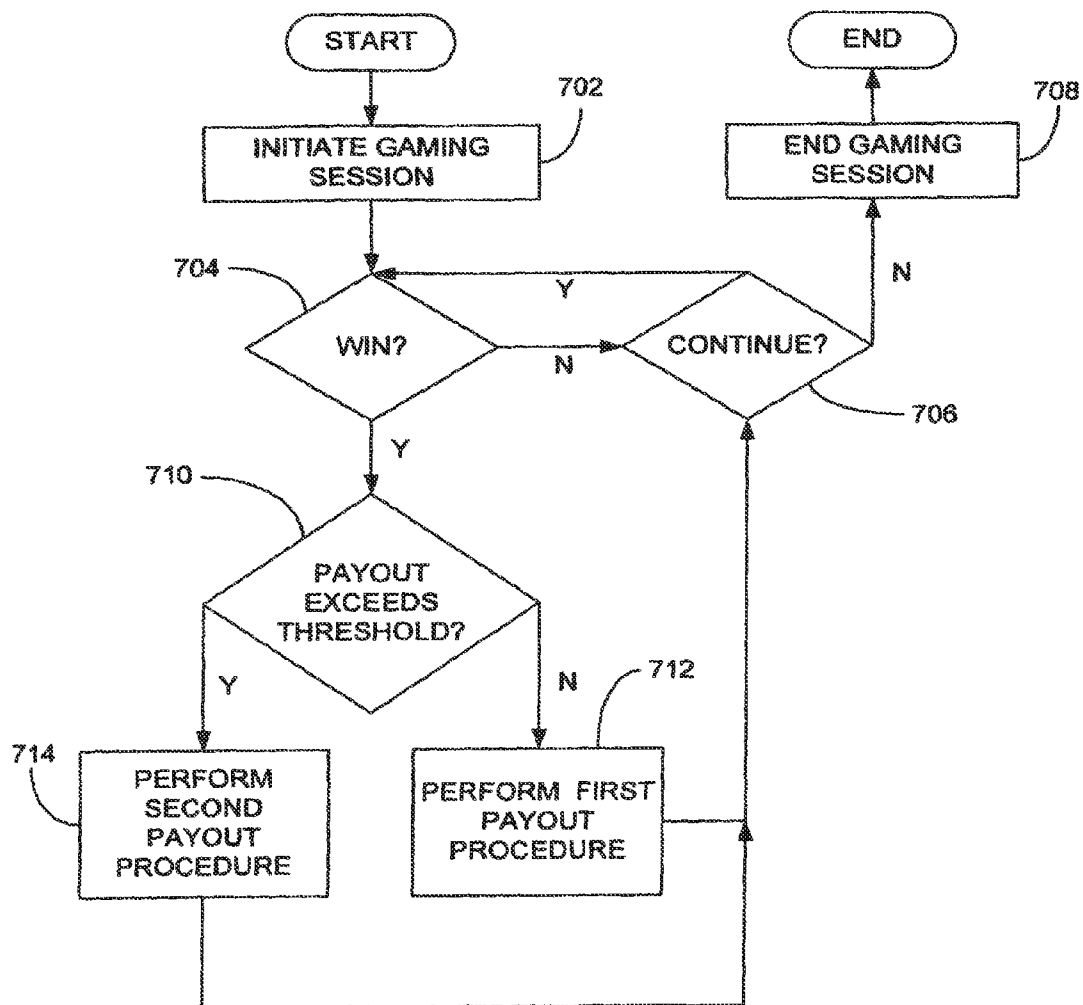 START
END
702
708
INITIATE GAMING
SESSION
END GAMING
SESSION
704
Y
N
WIN?
N
CONTINUE?
706
Y
710
PAYOUT
EXCEEDS
THRESHOLD?
Y
N
712
714
PERFORM
SECOND
PAYOUT
PROCEDURE
PERFORM FIRST
PAYOUT
PROCEDURE